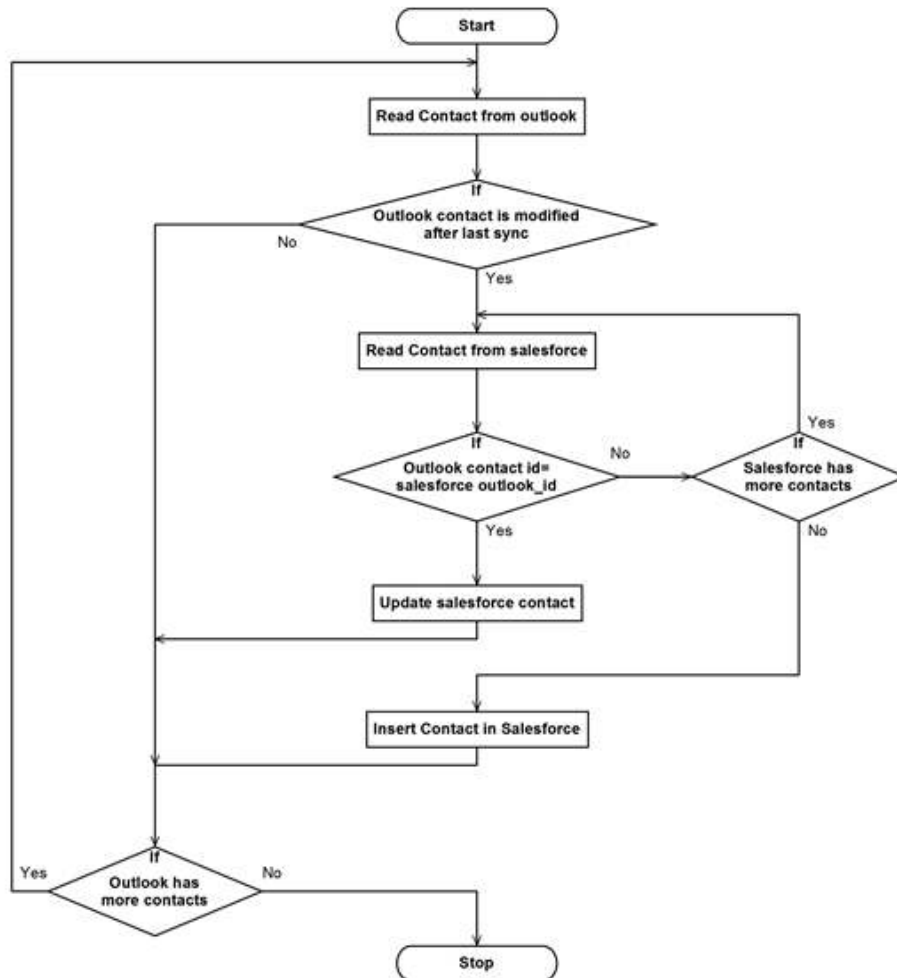 Start
Read Contact from outlook
If
Outlook contact is modified
after last sync
No
Yes
Read Contact from salesforce
If
Outlook contact id=
salesforce outlook_id
No
Yes
Yes
If
Salesforce has
more contacts
No
Update salesforce contact
Insert Contact in Salesforce
If
Outlook has
more contacts
Yes
No
Stop